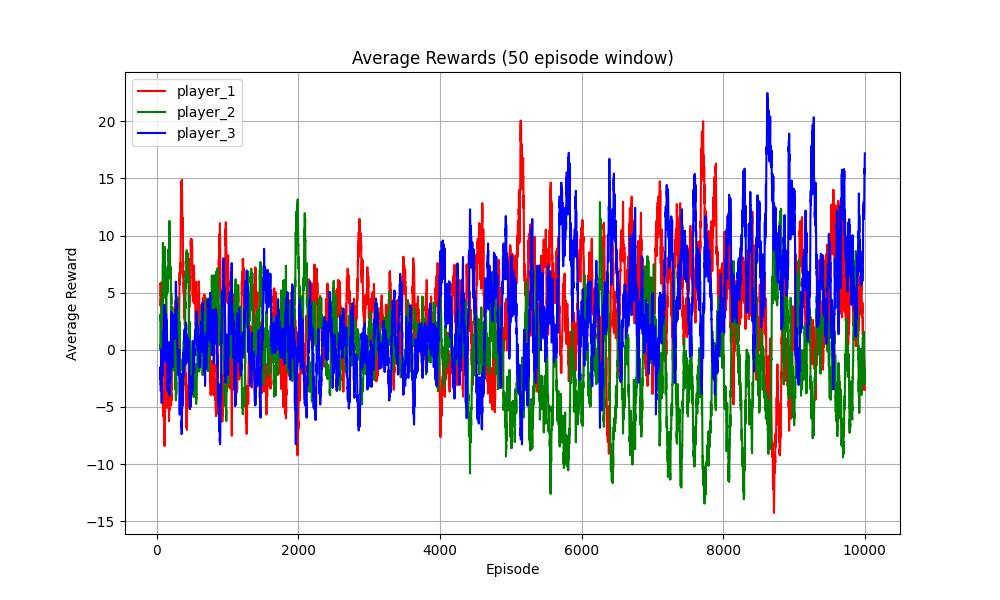 Average Rewards (50 episode window)
player_1
player_2
player_3
Average Reward
20
15
10
5
0
−5
−10
−15
0 2000 4000 6000 8000 10000
Episode